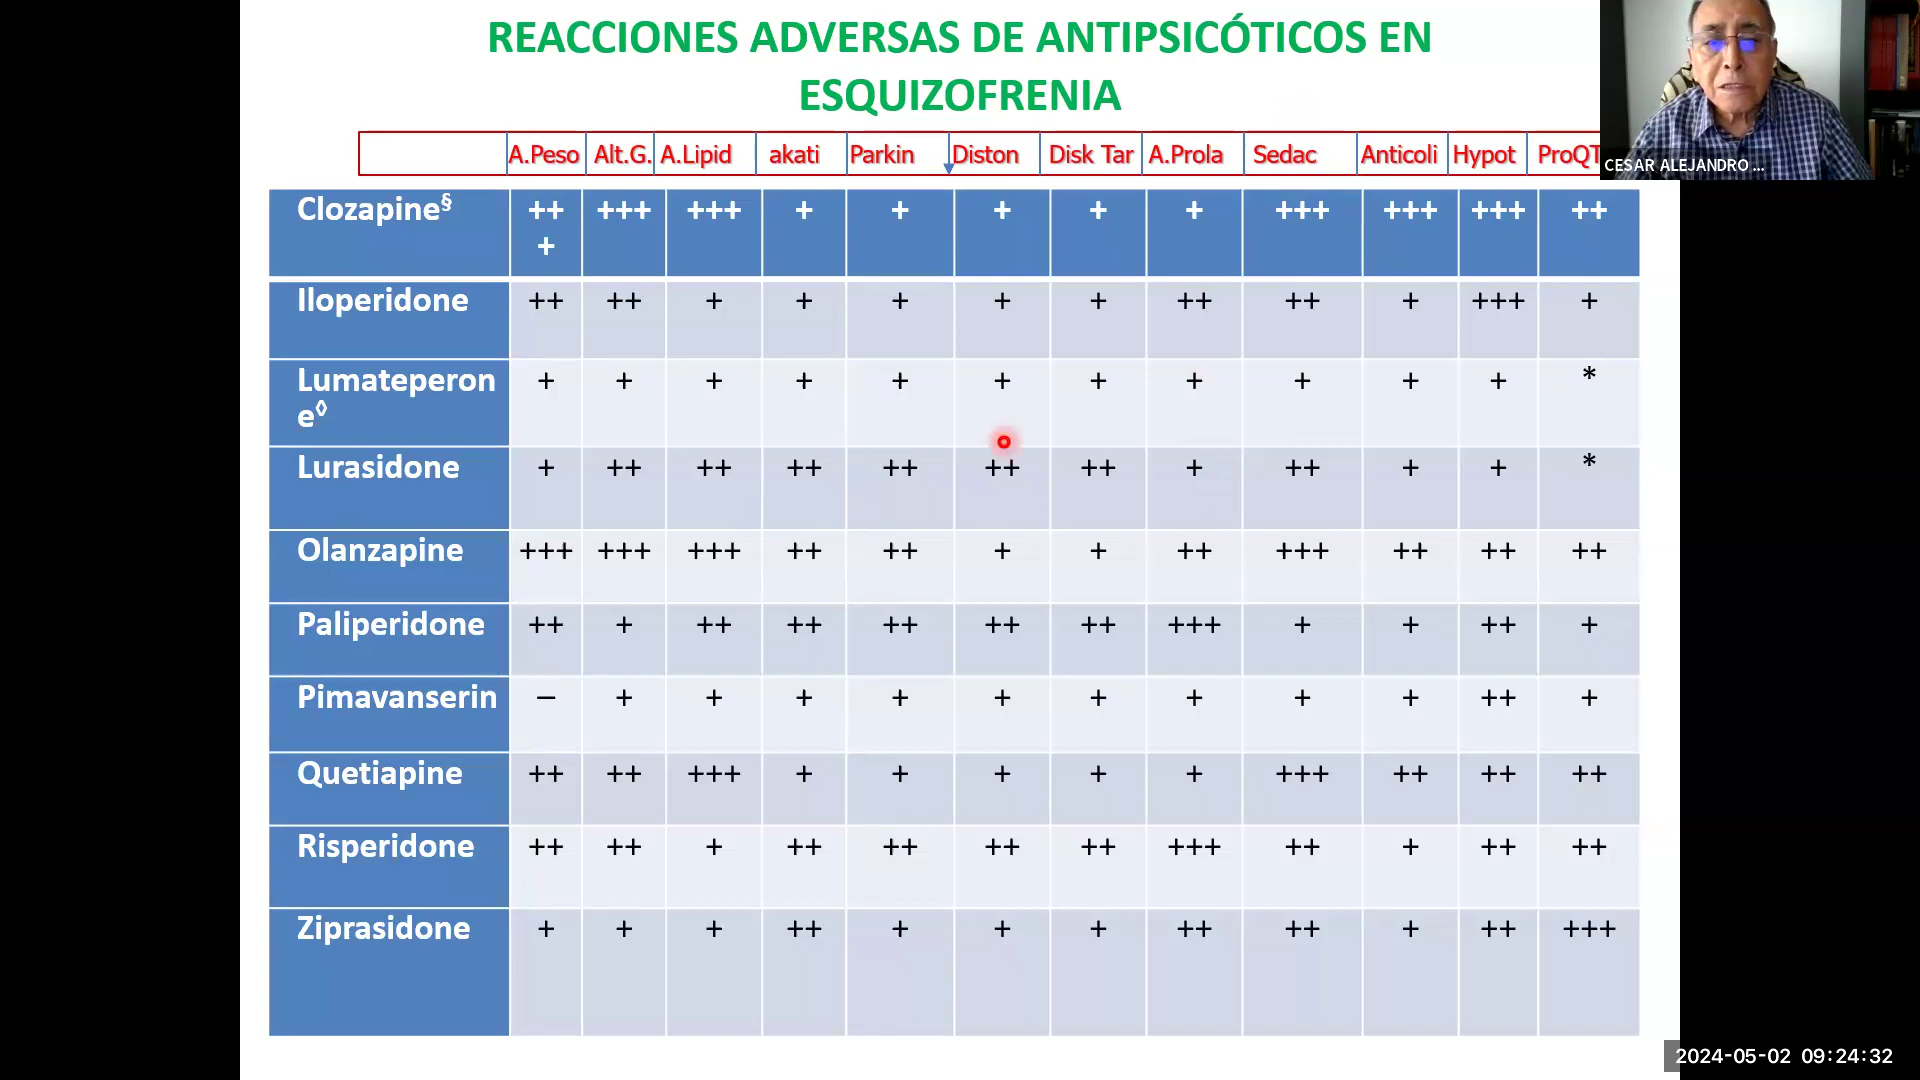 REACCIONES ADVERSAS DE ANTIPSICÓTICOS EN
ESQUIZOFRENIA
A.Peso Alt.G. A.Lipid akati Parkin Diston Disk Tar A.Prola Sedac Anticoli Hypot ProQT
CESAR ALEJANDRO ...
Clozapine§ ++ +++ +++ + + + + + +++ +++ +++ ++
+
Iloperidone ++ ++ + + + + + ++ ++ + +++ +
Lumateperon + + + + + + + + + + + *
e◊
Lurasidone + ++ ++ ++ ++ ++ ++ + ++ + + *
Olanzapine +++ +++ +++ ++ ++ + + ++ +++ ++ ++ ++
Paliperidone ++ + ++ ++ ++ ++ ++ +++ + + ++ +
Pimavanserin – + + + + + + + + + ++ +
Quetiapine ++ ++ +++ + + + + + +++ ++ ++ ++
Risperidone ++ ++ + ++ ++ ++ ++ +++ ++ + ++ ++
Ziprasidone + + + ++ + + + ++ ++ + ++ +++
2024-05-02 09:24:32